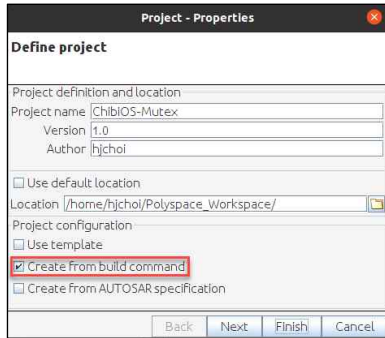 Project - Properties
Define project
Project definition and location
Project name ChibiOS-Mutex
Version 1.0
Author hjchoi
Use default location
Location /home/hjchoi/Polyspace_Workspace/
Project configuration
Use template
Create from build command
Create from AUTOSAR specification
Back Next Finish Cancel